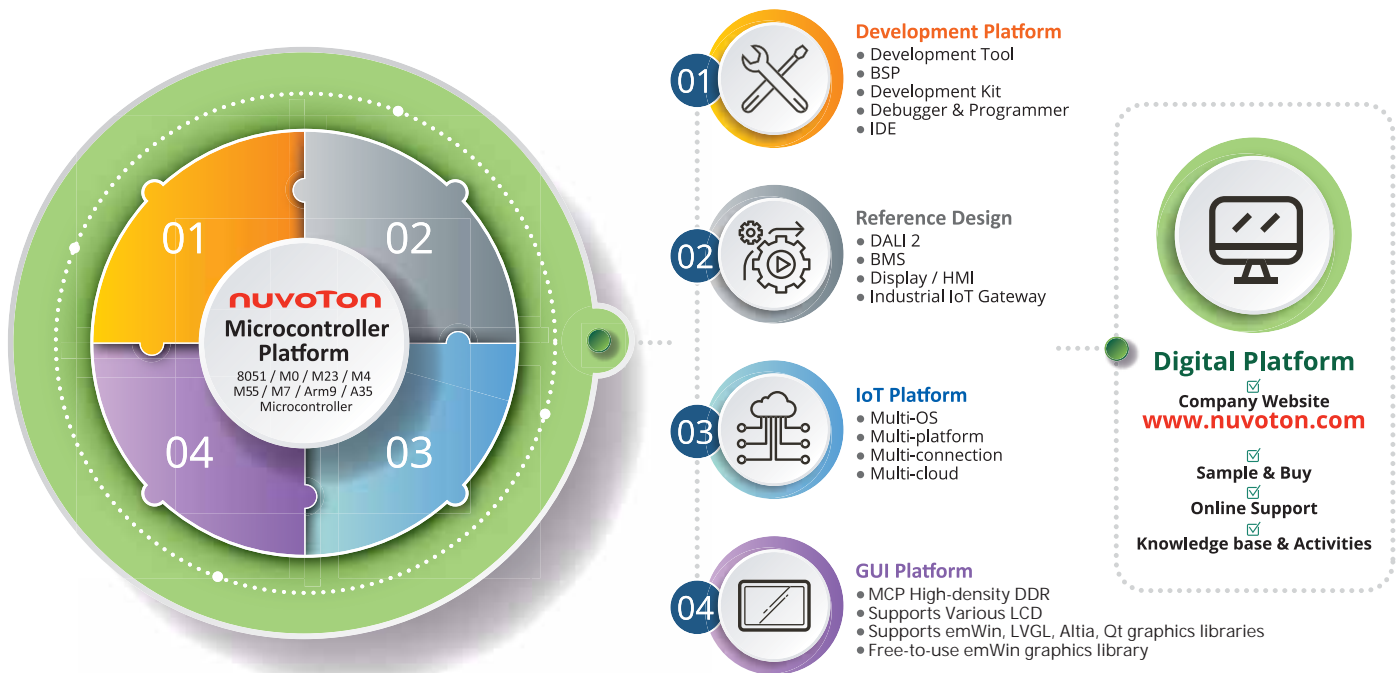 01
02
nuvoton
Microcontroller
Platform
8051 / M0 / M23 / M4
M55 / M7 / Arm9 / A35
Microcontroller
04
03
01
Development Platform
• Development Tool
• BSP
• Development Kit
• Debugger & Programmer
• IDE
02
Reference Design
• DALI 2
• BMS
• Display / HMI
• Industrial IoT Gateway
03
IoT Platform
• Multi-OS
• Multi-platform
• Multi-connection
• Multi-cloud
04
GUI Platform
• MCP High-density DDR
• Supports Various LCD
• Supports emWin, LVGL, Altia, Qt graphics libraries
• Free-to-use emWin graphics library
Digital Platform
Company Website
www.nuvoton.com
Sample & Buy
Online Support
Knowledge base & Activities